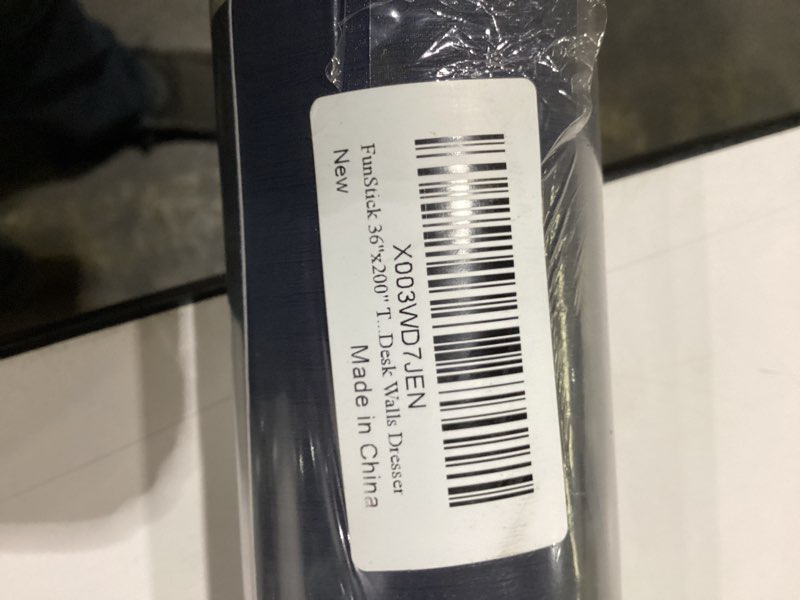 X003WD7JEN
FunStick 36"x200" T...Desk Walls Dresser
New
Made in China